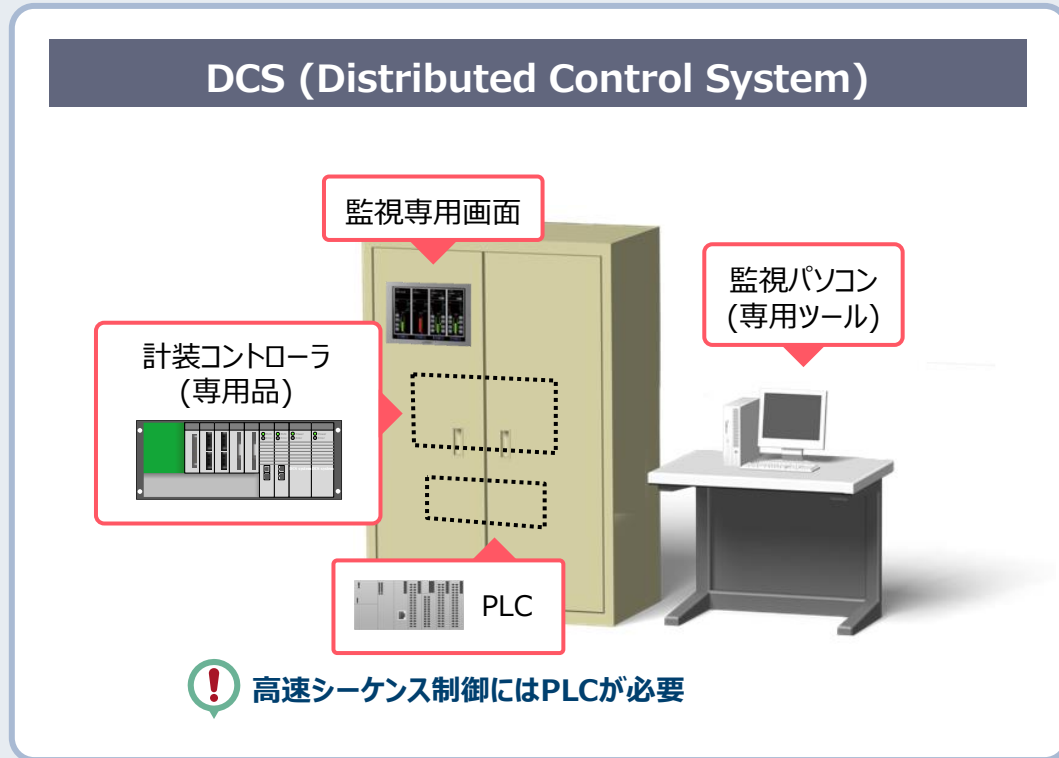 DCS (Distributed Control System)
監視専用画面
監視パソコン
(専用ツール)
計装コントローラ
(専用品)
PLC
高速シーケンス制御にはPLCが必要